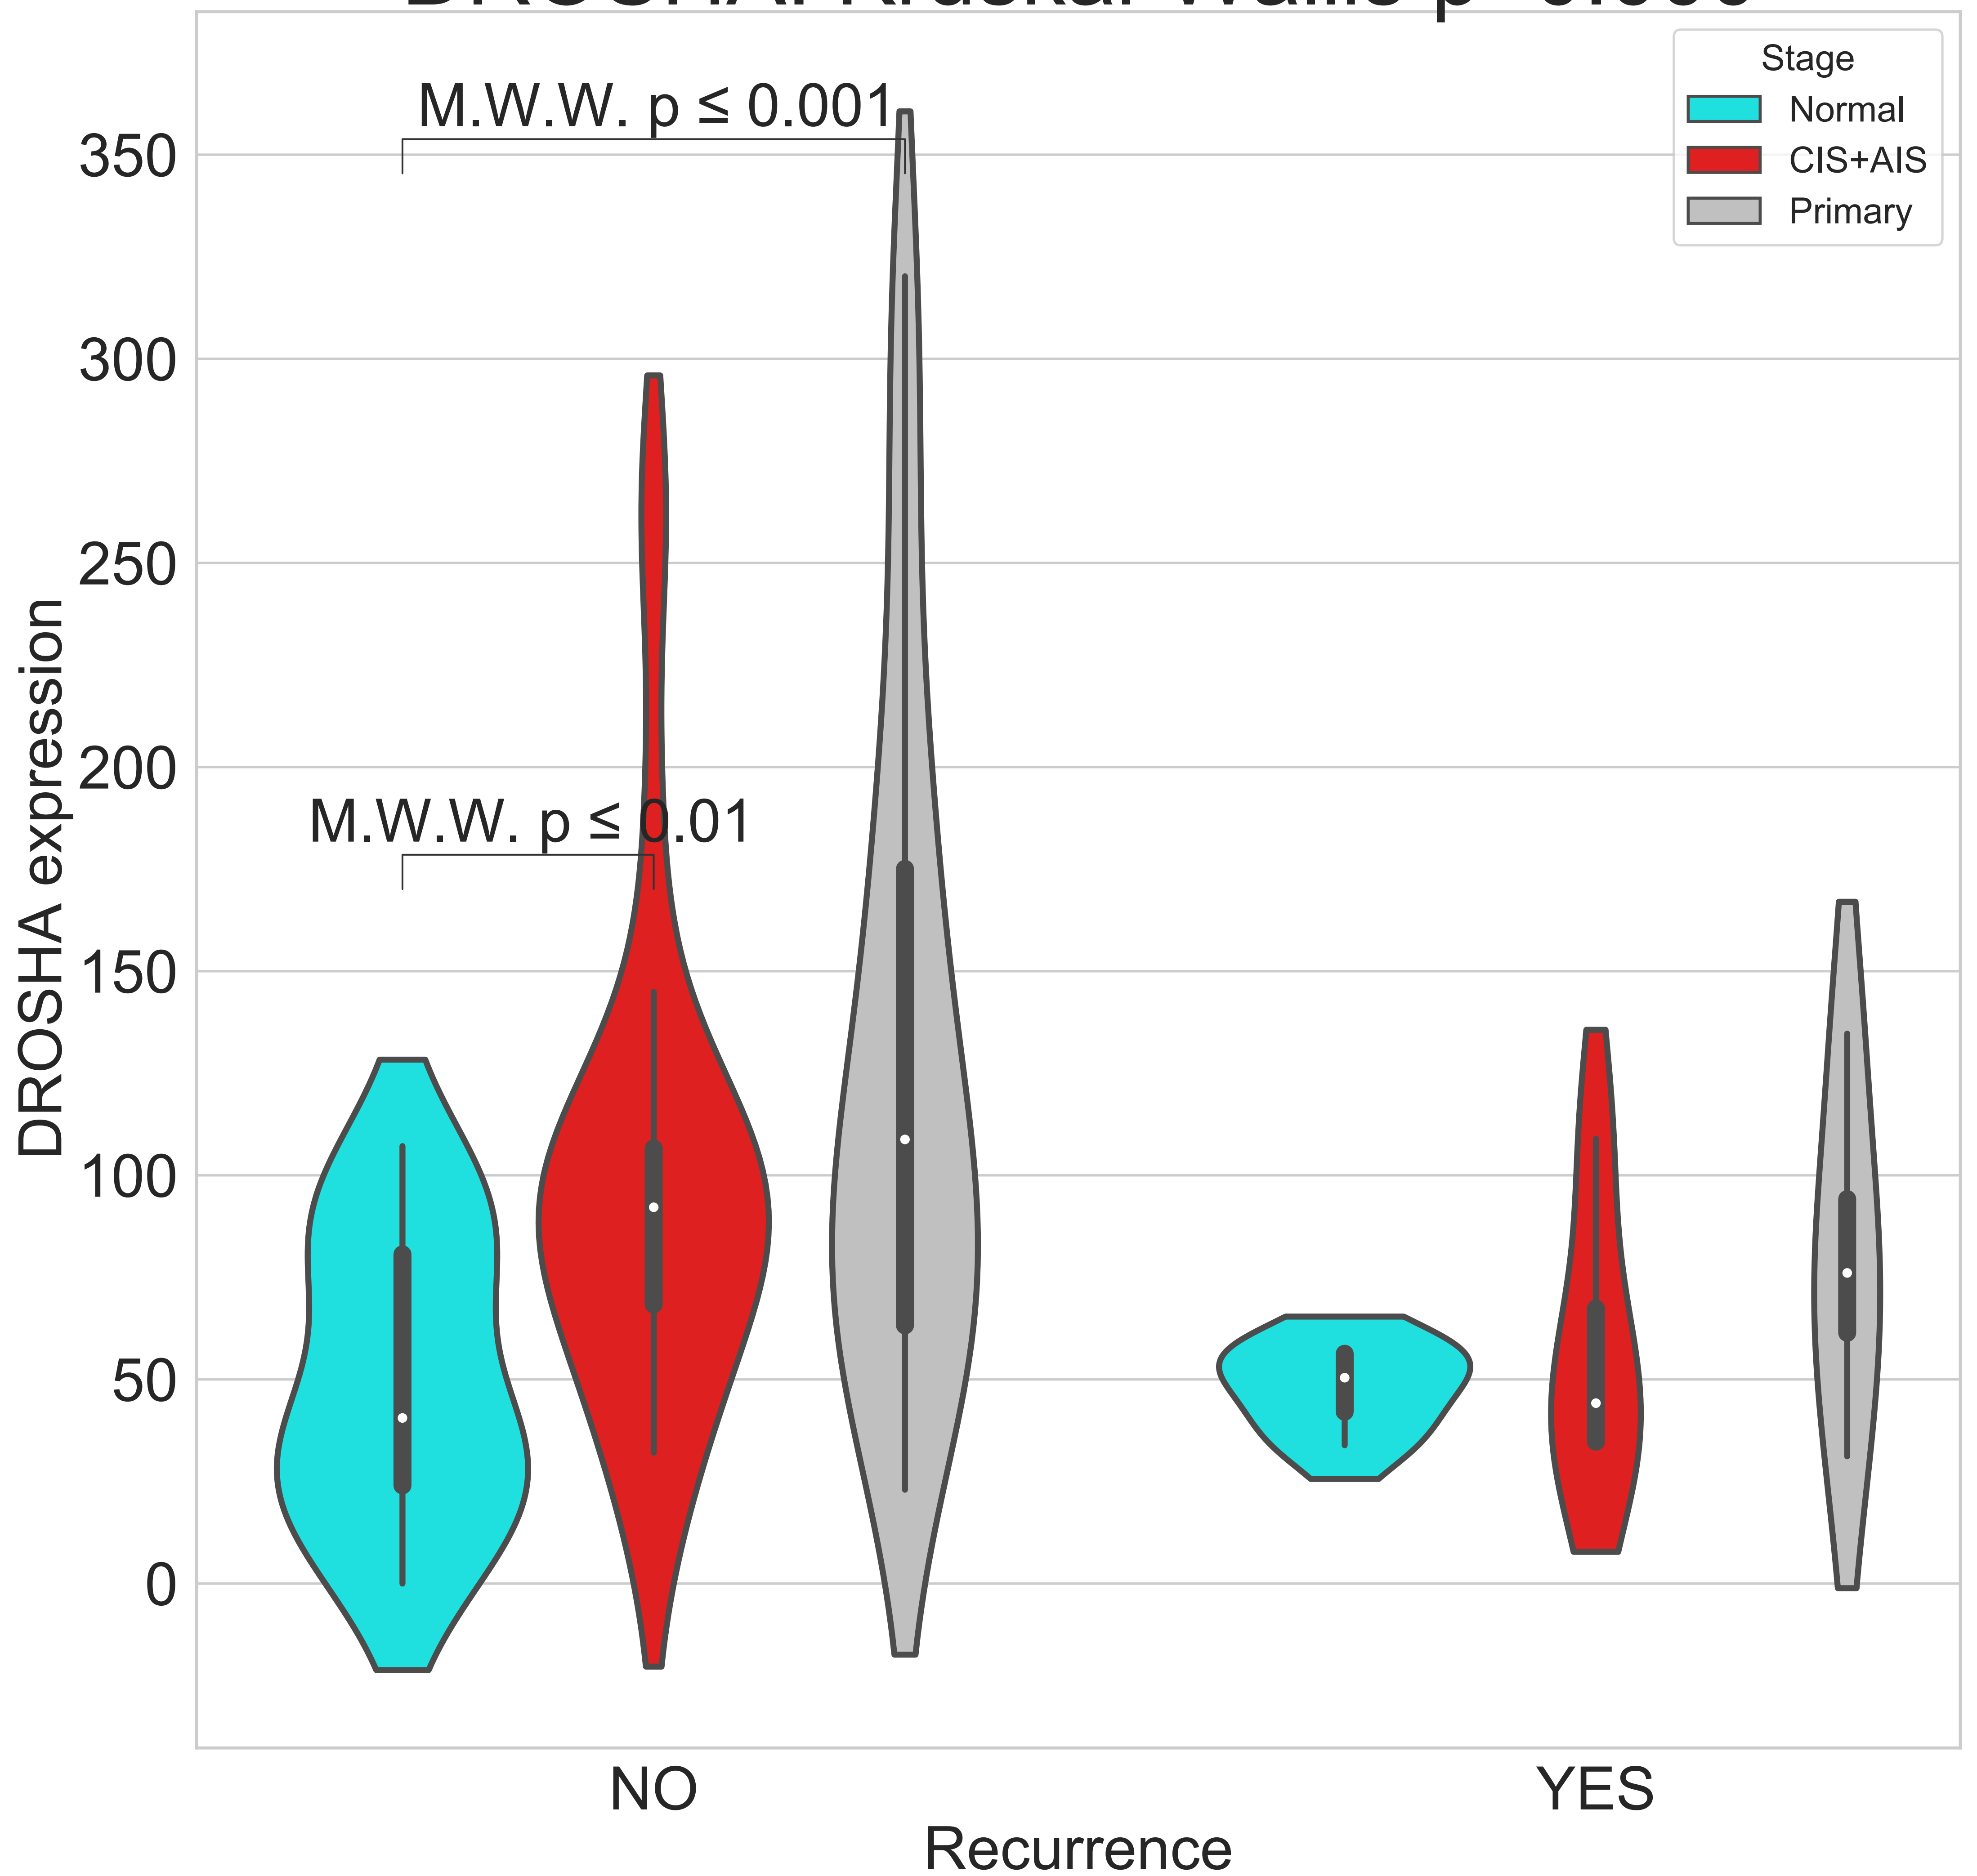 Stage
Normal
CIS+AIS
Primary
M.W.W. p ≤ 0.001
M.W.W. p ≤ 0.01
350
300
250
200
150
100
50
0
DROSHA expression
NO
YES
Recurrence